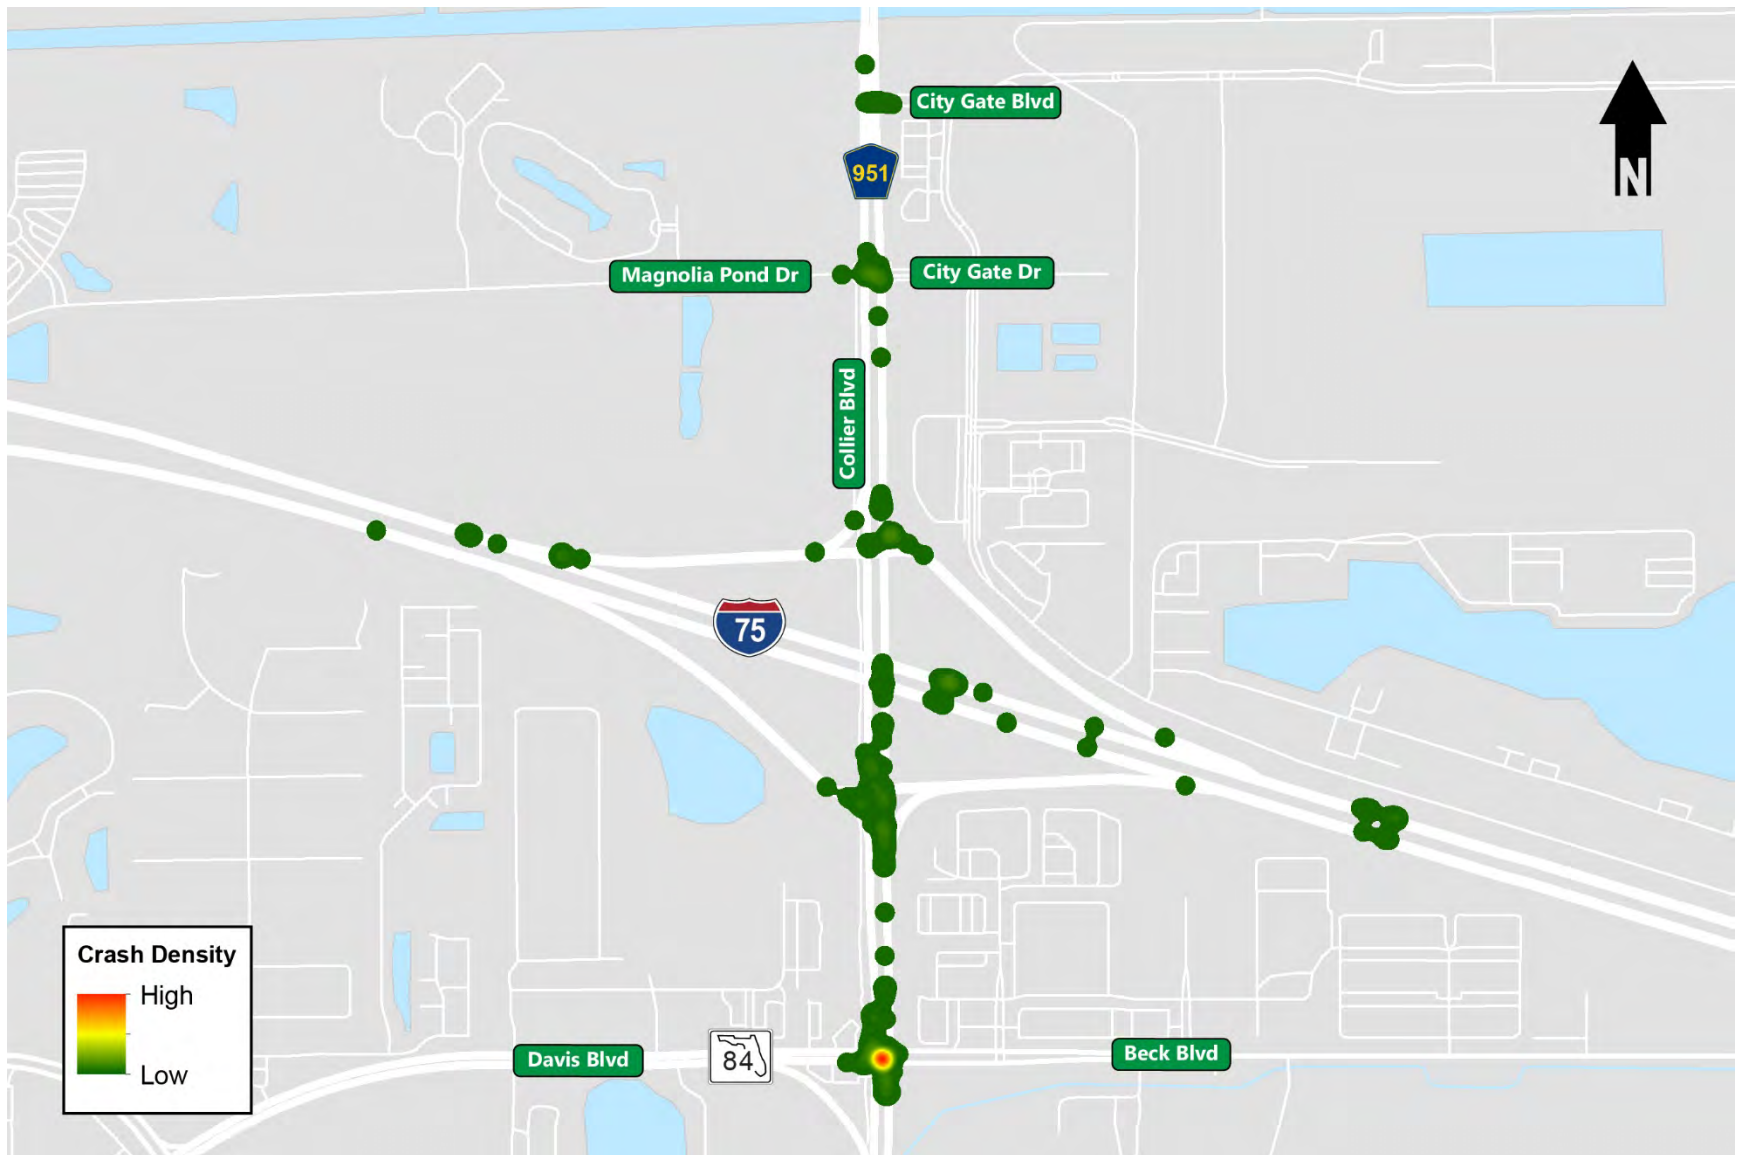 City Gate Blvd
951
N
Magnolia Pond Dr
City Gate Dr
Collier Blvd
75
Crash Density
High
Low
Davis Blvd
84
Beck Blvd